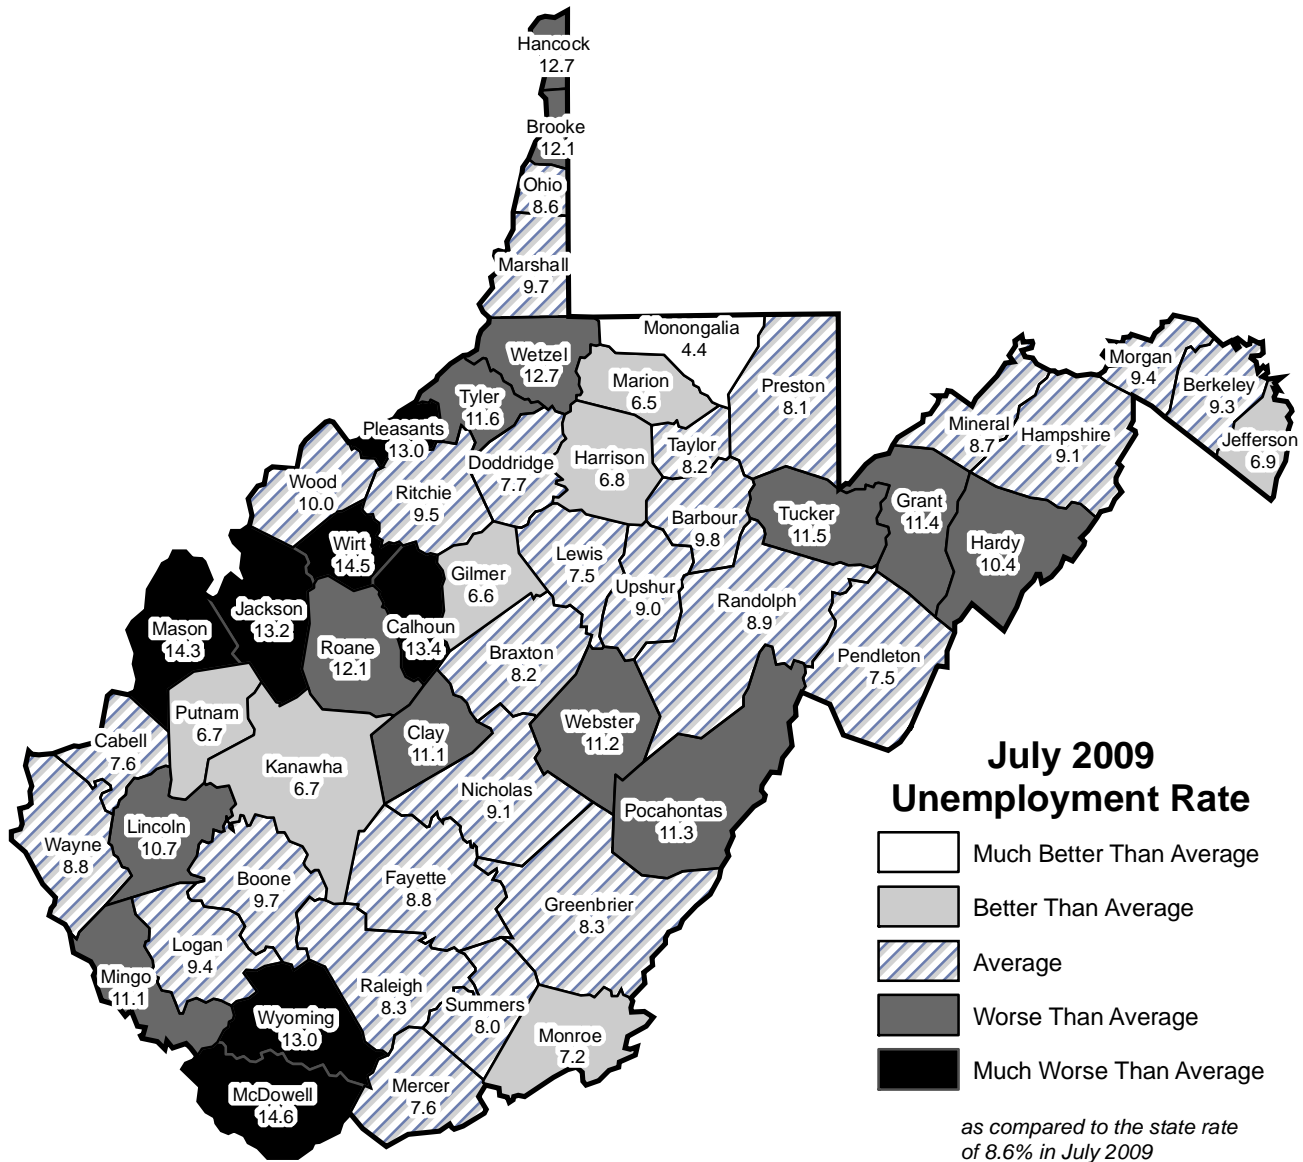 Hancock
12.7
Brooke
12.1
Ohio
8.6
Marshall
9.7
Wetzel
12.7
Monongalia
4.4
Marion
6.5
Preston
8.1
Tyler
11.6
Pleasants
13.0
Morgan
9.4
Berkeley
9.3
Jefferson
6.9
Mineral
8.7
Hampshire
9.1
Doddridge
7.7
Harrison
6.8
Taylor
8.2
Wood
10.0
Ritchie
9.5
Barbour
9.8
Tucker
11.5
Grant
11.4
Hardy
10.4
Wirt
14.5
Gilmer
6.6
Lewis
7.5
Upshur
9.0
Randolph
8.9
Mason
14.3
Jackson
13.2
Roane
12.1
Calhoun
13.4
Braxton
8.2
Pendleton
7.5
Putnam
6.7
Cabell
7.6
Kanawha
6.7
Clay
11.1
Webster
11.2
Nicholas
9.1
Pocahontas
11.3
Wayne
8.8
Lincoln
10.7
Boone
9.7
Fayette
8.8
Greenbrier
8.3
Logan
9.4
Mingo
11.1
Raleigh
8.3
Summers
8.0
Wyoming
13.0
Monroe
7.2
McDowell
14.6
Mercer
7.6
July 2009
Unemployment Rate
Much Better Than Average
Better Than Average
Average
Worse Than Average
Much Worse Than Average
as compared to the state rate
of 8.6% in July 2009